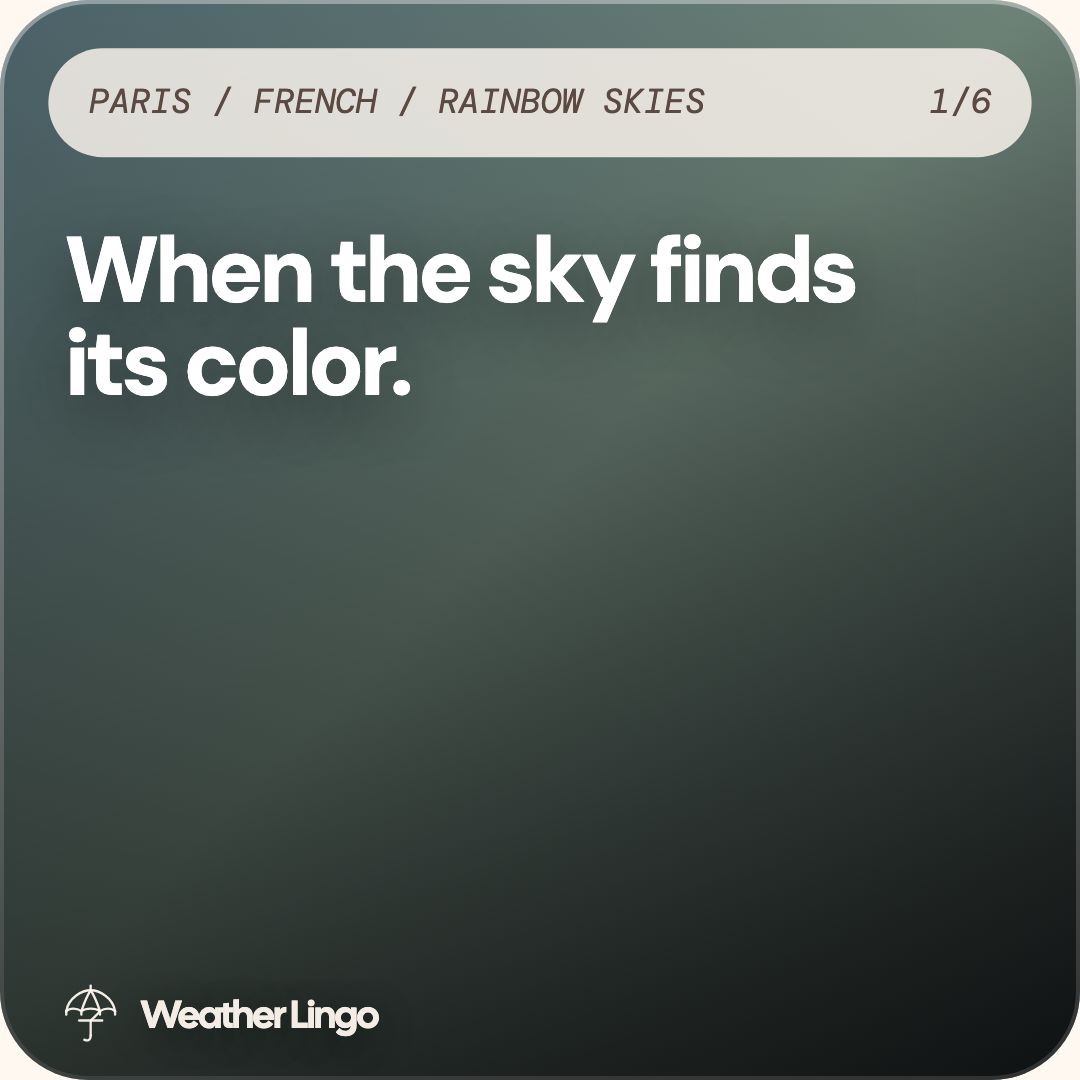 PARIS / FRENCH / RAINBOW SKIES 1/6
When the sky finds
its color.
Weather Lingo